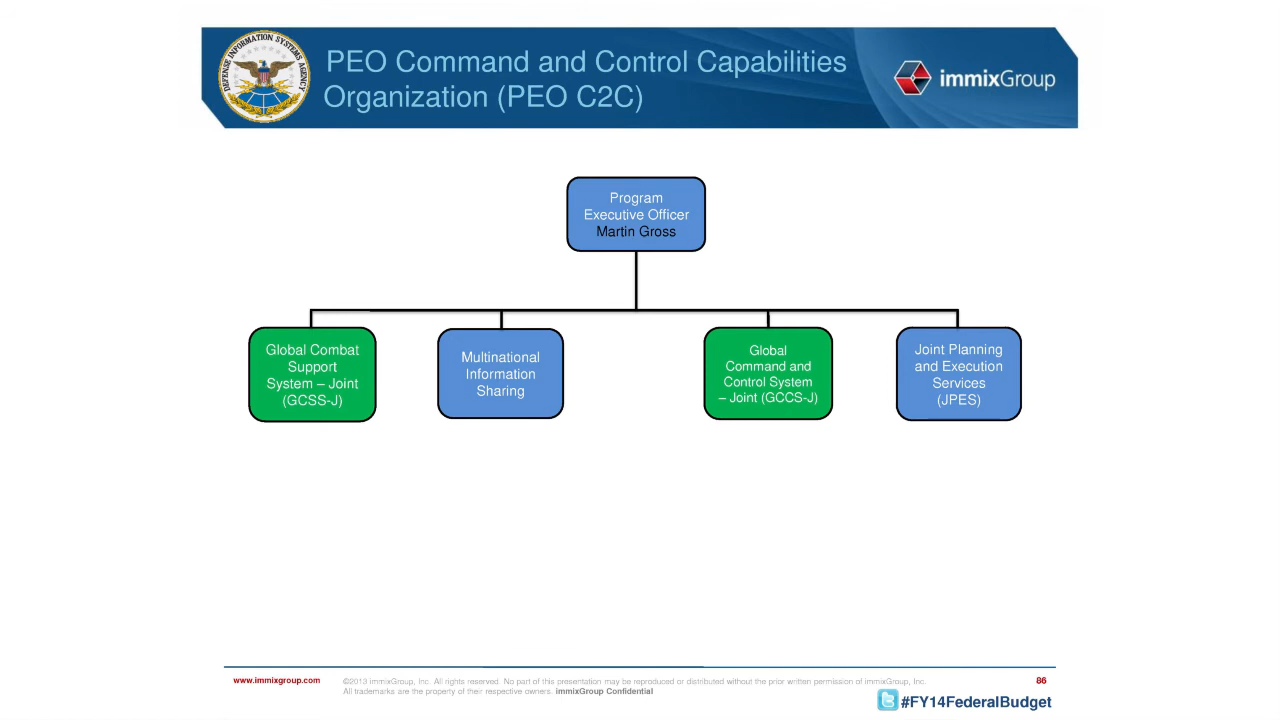 DEFENSE INFORMATION SYSTEMS AGENCY
PEO Command and Control Capabilities
Organization (PEO C2C)
immixGroup
Program
Executive Officer
Martin Gross
Global Combat
Support
System – Joint
(GCSS-J)
Multinational
Information
Sharing
Global
Command and
Control System
– Joint (GCCS-J)
Joint Planning
and Execution
Services
(JPES)
www.immixgroup.com
©2013 immixGroup, Inc. All rights reserved. No part of this presentation may be reproduced or distributed without the prior written permission of immixGroup, Inc.
All trademarks are the property of their respective owners. immixGroup Confidential
86
#FY14FederalBudget